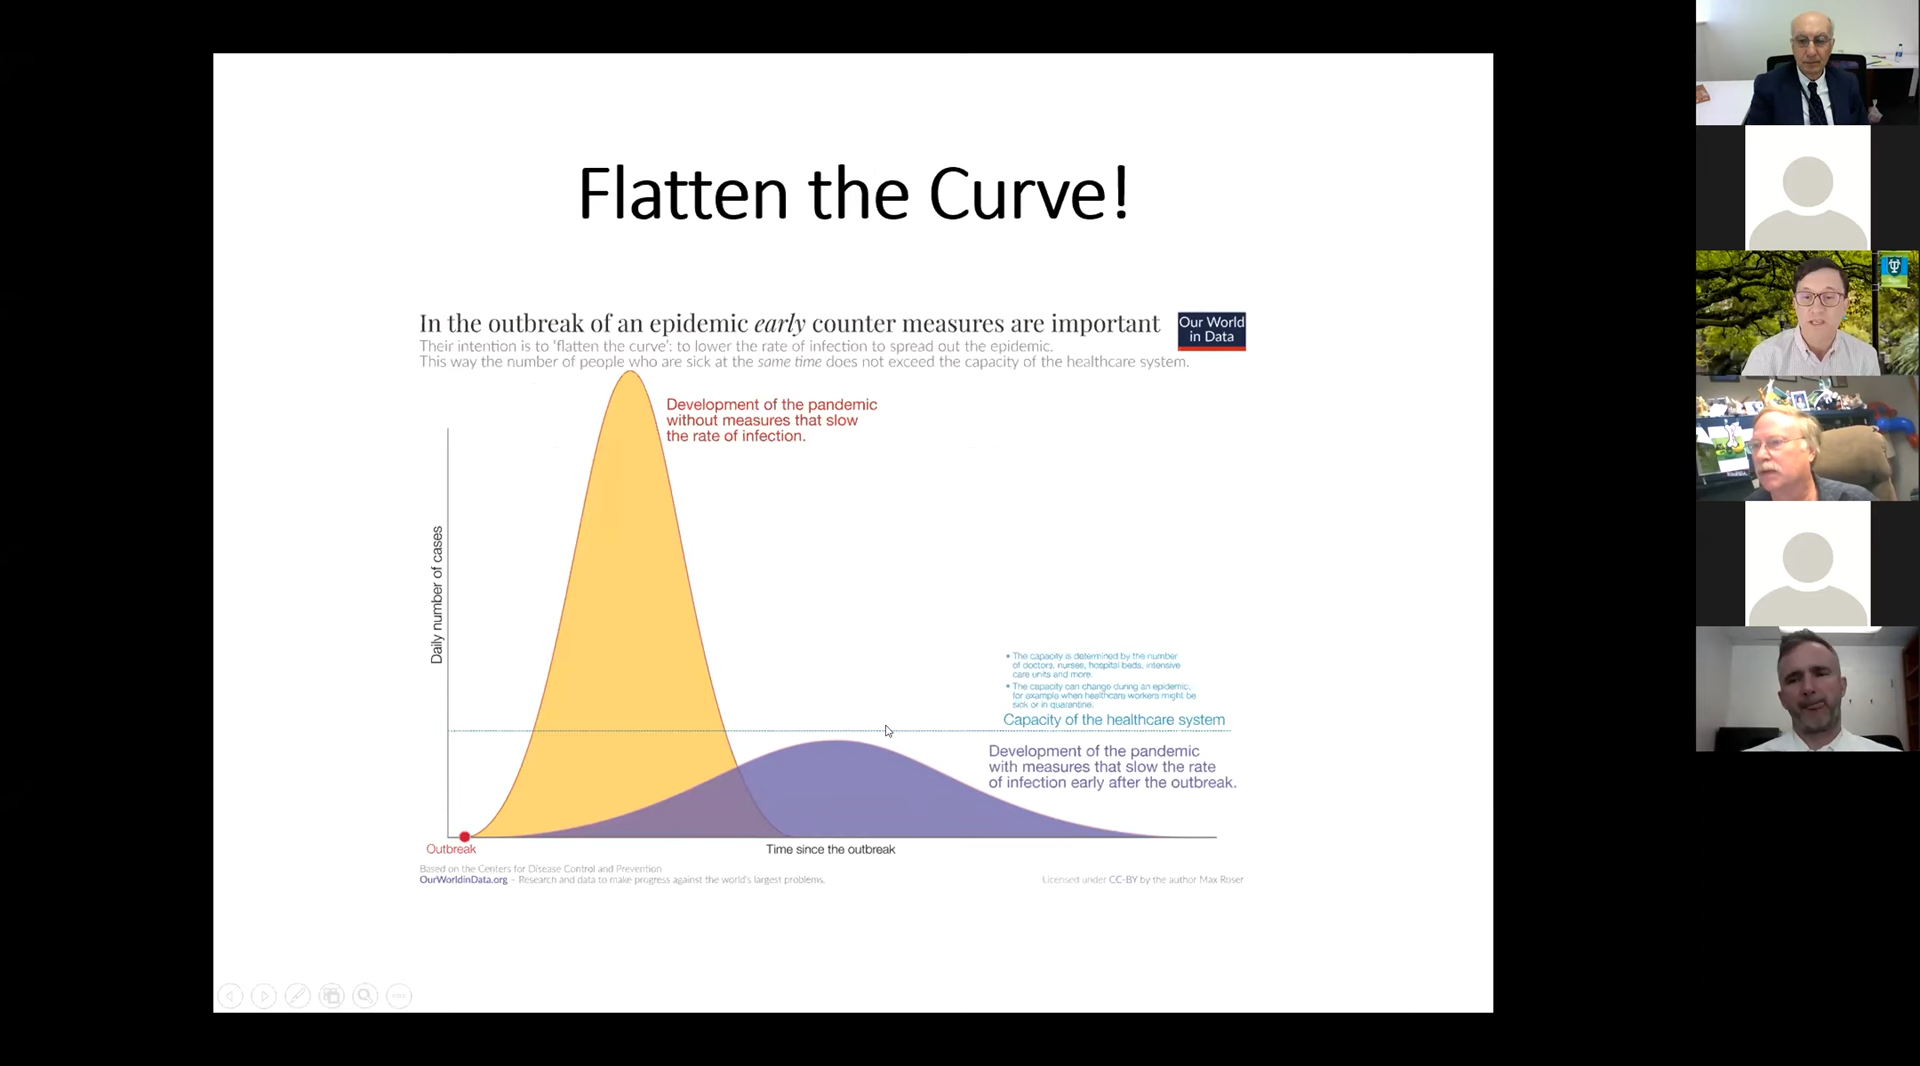 Flatten the Curve!
In the outbreak of an epidemic early counter measures are important
Our World
in Data
Their intention is to 'flatten the curve': to lower the rate of infection to spread out the epidemic.
This way the number of people who are sick at the same time does not exceed the capacity of the healthcare system.
Development of the pandemic
without measures that slow
the rate of infection.
Daily number of cases
• The capacity is determined by the number
of doctors, nurses, hospital beds, intensive
care units and more.
• The capacity can change during an epidemic,
for example when healthcare workers might be
sick or in quarantine.
Capacity of the healthcare system
Development of the pandemic
with measures that slow the rate
of infection early after the outbreak.
Outbreak
Time since the outbreak
Based on the Centers for Disease Control and Prevention
OurWorldinData.org – Research and data to make progress against the world's largest problems.
Licensed under CC-BY by the author Max Roser